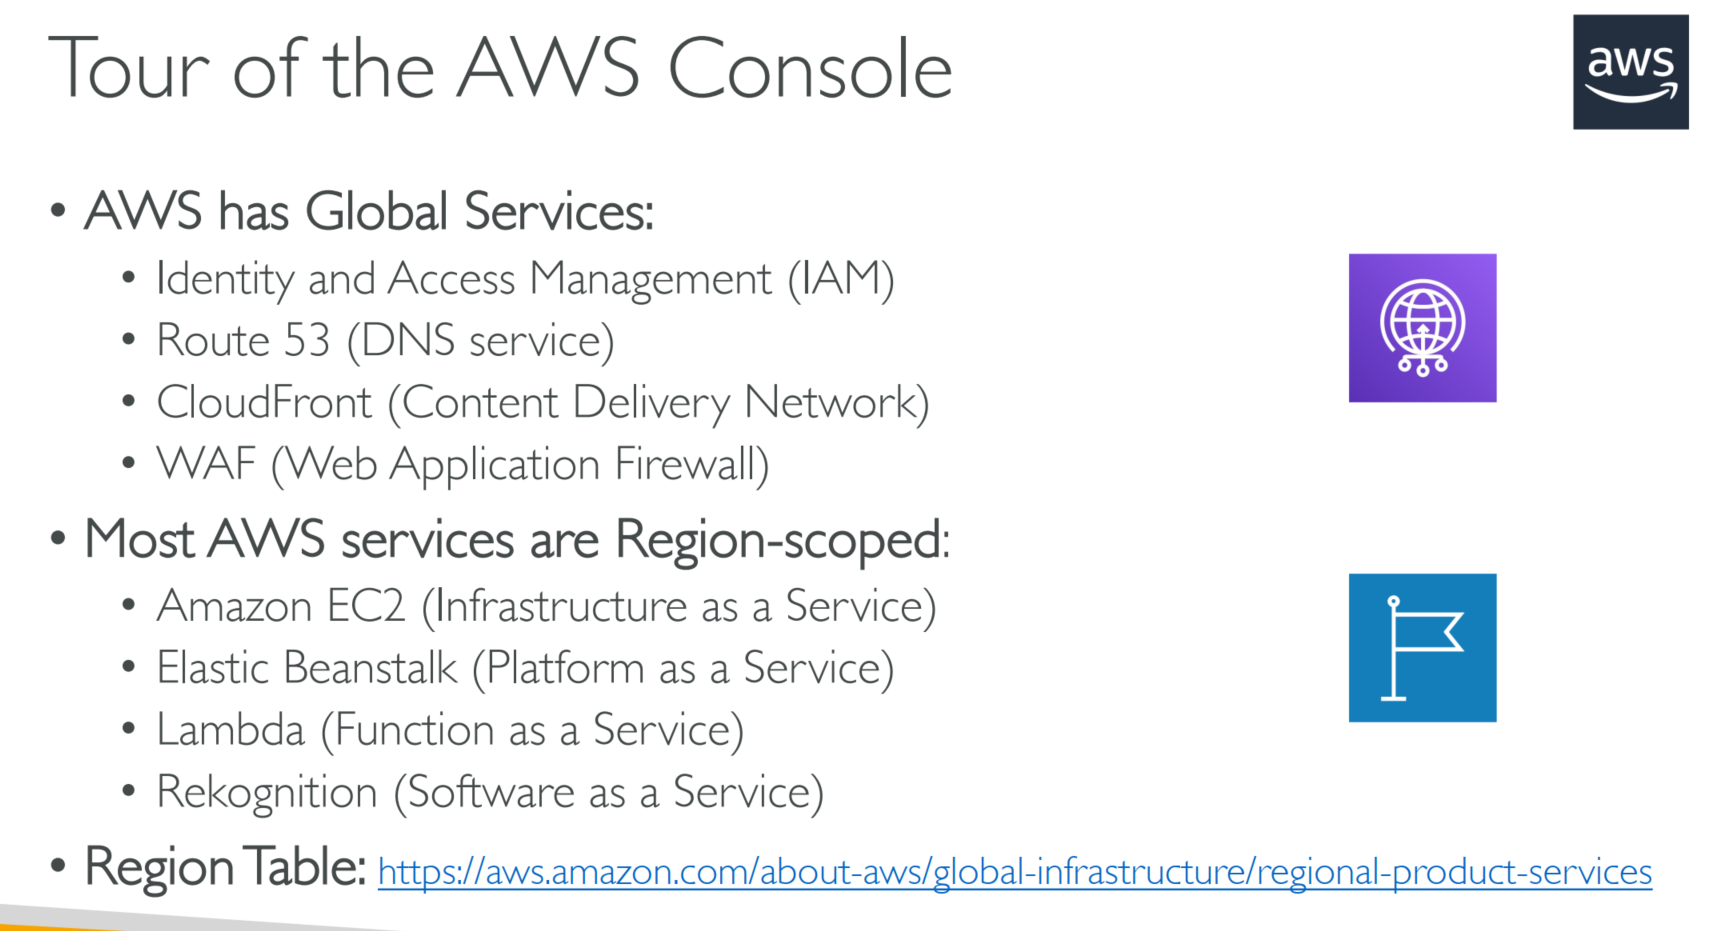 Tour of the AWS Console
aws
• AWS has Global Services:
• Identity and Access Management (IAM)
• Route 53 (DNS service)
• CloudFront (Content Delivery Network)
• WAF (Web Application Firewall)
• Most AWS services are Region-scoped:
• Amazon EC2 (Infrastructure as a Service)
• Elastic Beanstalk (Platform as a Service)
• Lambda (Function as a Service)
• Rekognition (Software as a Service)
• Region Table: https://aws.amazon.com/about-aws/global-infrastructure/regional-product-services